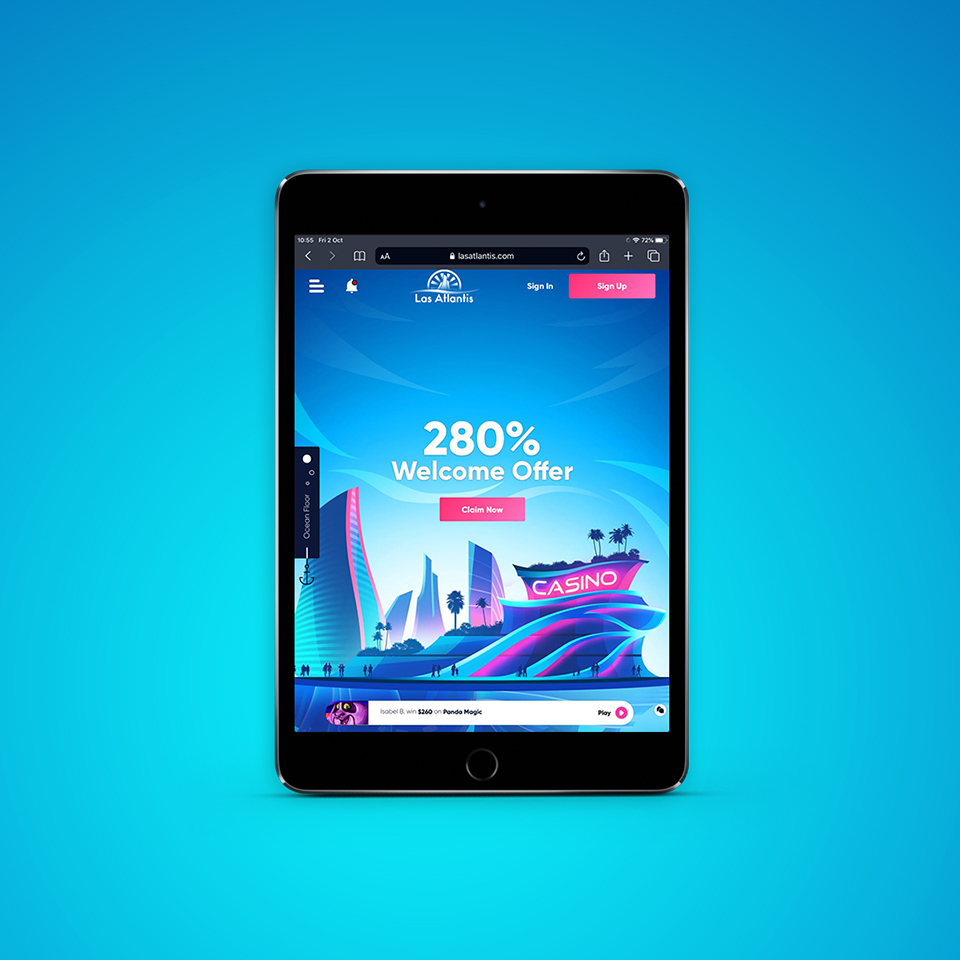 10:55 Fri 2 Oct
72%
AA
lasatlantis.com
Las Atlantis
Sign In
Sign Up
280%
Welcome Offer
Claim Now
Ocean Floor
CASINO
Isabel B. win $260 on Panda Magic
Play